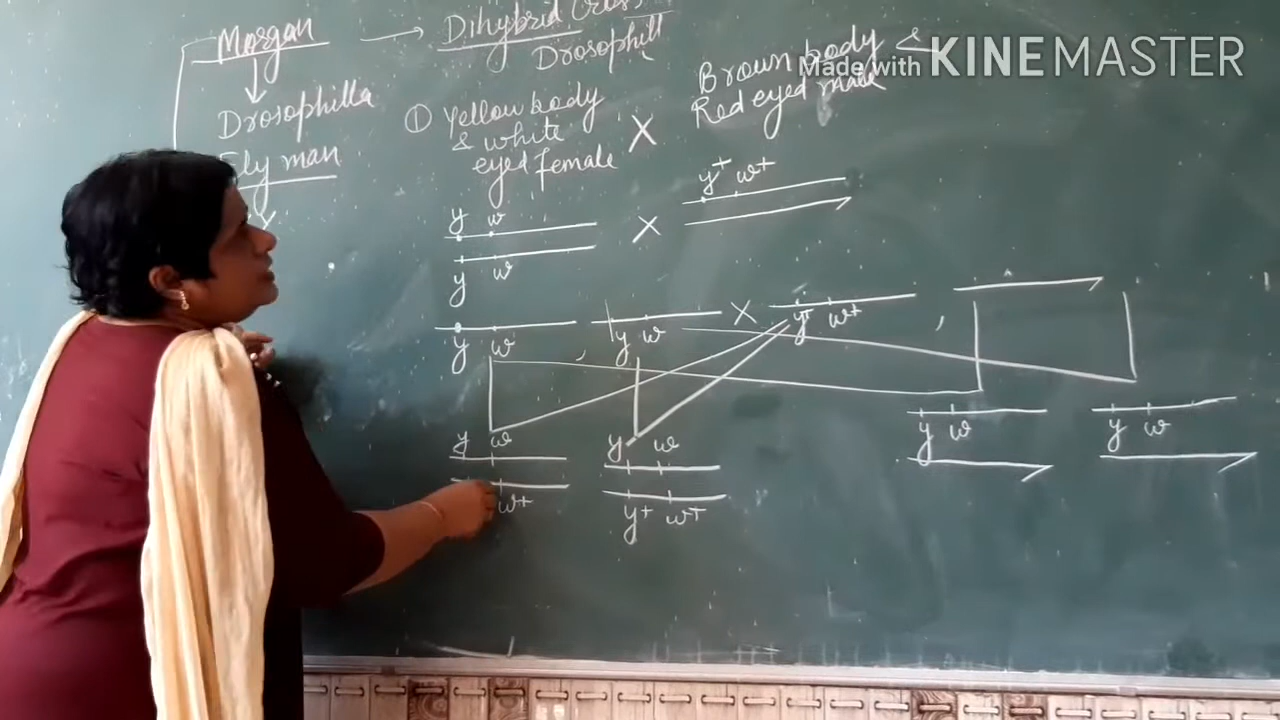 Morgan
Drosophilla
Fly man
Dihybrid Cross
Drosophill
① Yellow body
& white
eyed female
X
Brown body &
Red eyed male
Made with KINEMASTER
y w
y w
X
y+ w+
y w
y w
X
y+ w+
y w
w+
y w
y+ w+
y w
y w